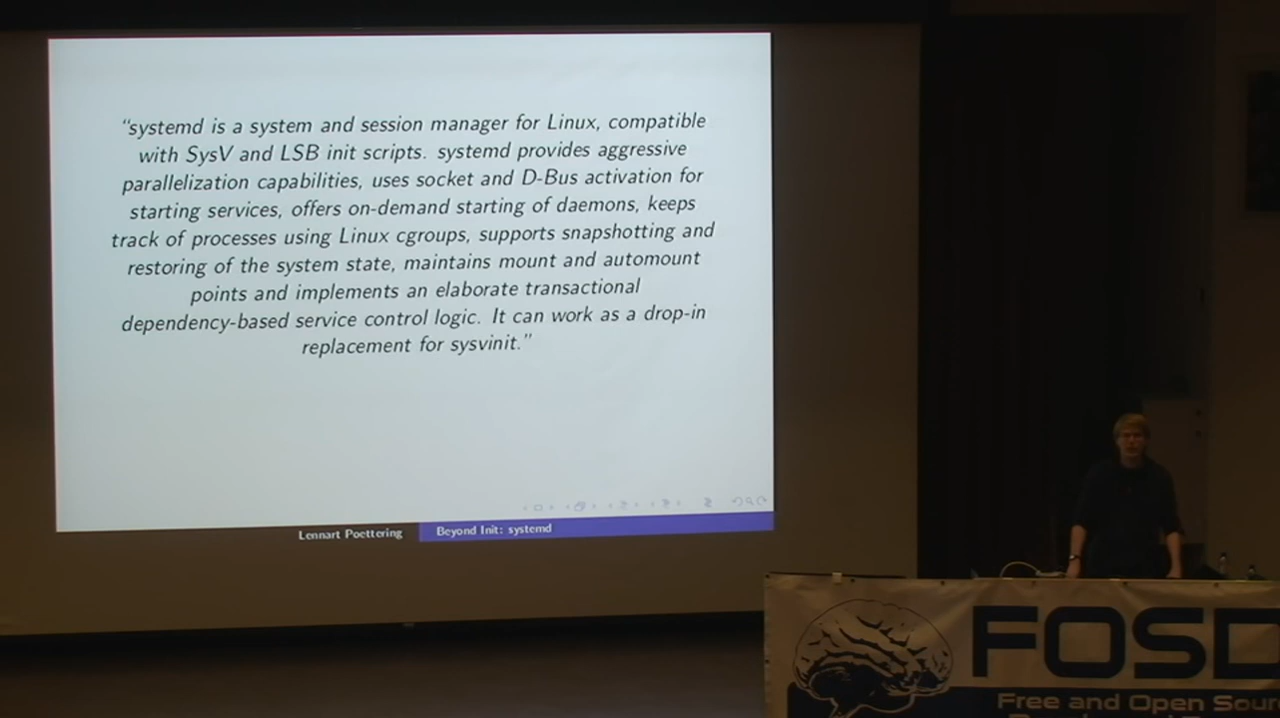 “systemd is a system and session manager for Linux, compatible
with SysV and LSB init scripts. systemd provides aggressive
parallelization capabilities, uses socket and D-Bus activation for
starting services, offers on-demand starting of daemons, keeps
track of processes using Linux cgroups, supports snapshotting and
restoring of the system state, maintains mount and automount
points and implements an elaborate transactional
dependency-based service control logic. It can work as a drop-in
replacement for sysvinit.”
Lennart Poettering
Beyond Init: systemd
FOSD
Free and Open Sour